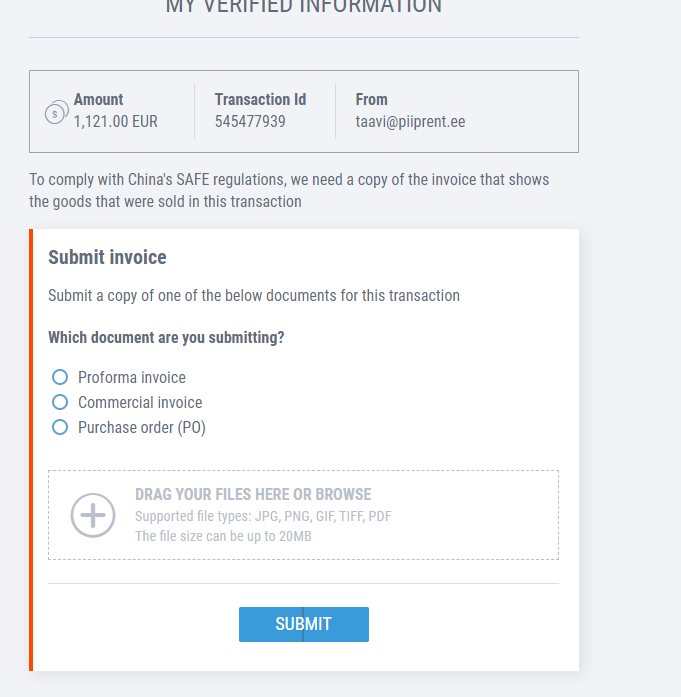 MY VERIFIED INFORMATION
Amount
$
1,121.00 EUR
Transaction Id
545477939
From
taavi@piiprent.ee
To comply with China's SAFE regulations, we need a copy of the invoice that shows
the goods that were sold in this transaction
Submit invoice
Submit a copy of one of the below documents for this transaction
Which document are you submitting?
Proforma invoice
Commercial invoice
Purchase order (PO)
DRAG YOUR FILES HERE OR BROWSE
Supported file types: JPG, PNG, GIF, TIFF, PDF
The file size can be up to 20MB
SUBMIT